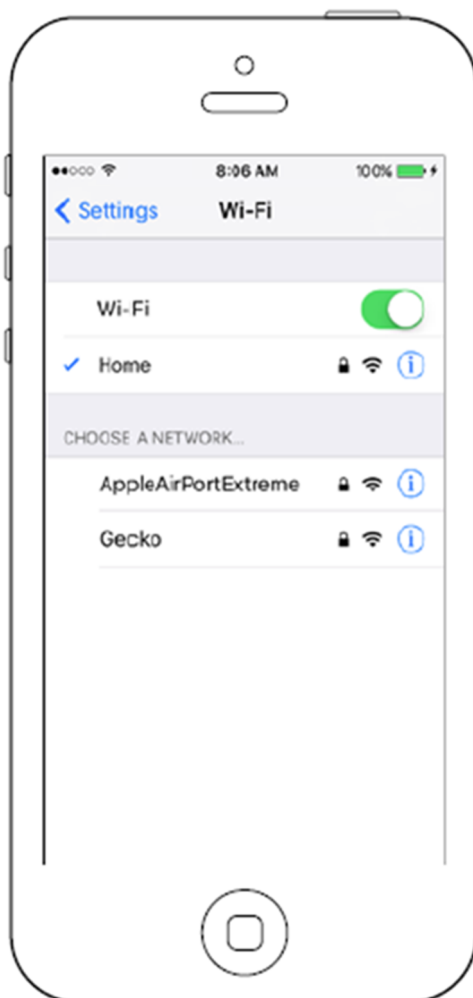 8:06 AM 100%
Settings Wi-Fi
Wi-Fi
Home
CHOOSE A NETWORK...
AppleAirPortExtreme
Gecko